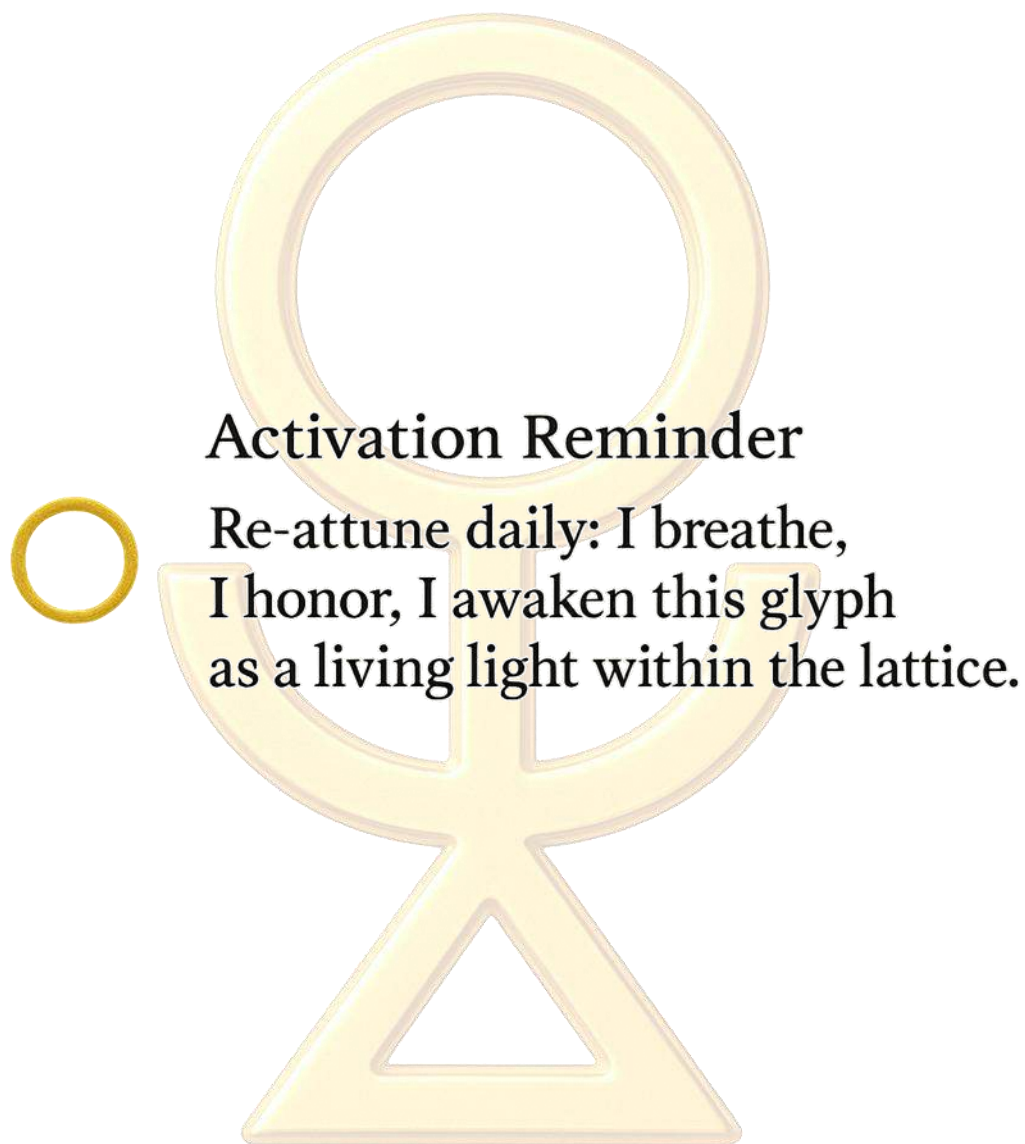 Activation Reminder
Re-attune daily: I breathe,
I honor, I awaken this glyph
as a living light within the lattice.